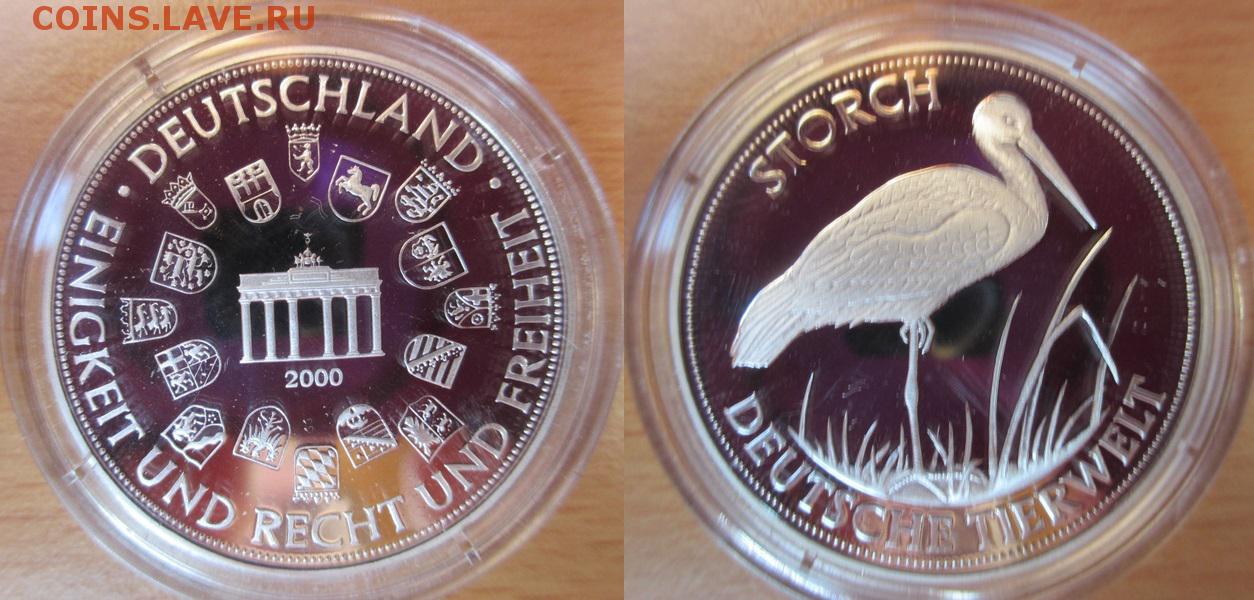 COINS.LAVE.RU
· DEUTSCHLAND ·
EINIGKEIT UND RECHT UND FREIHEIT
2000
STORCH
DEUTSCHE TIERWELT